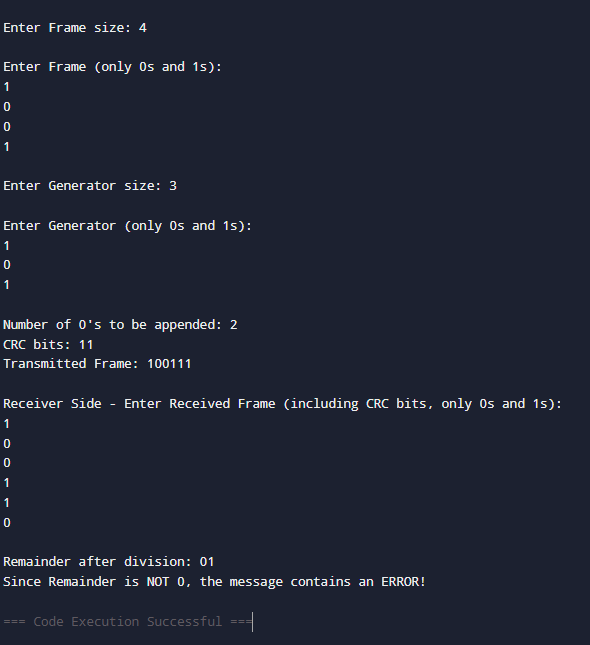 Enter Frame size: 4
Enter Frame (only 0s and 1s):
1
0
0
1
Enter Generator size: 3
Enter Generator (only 0s and 1s):
1
0
1
Number of 0's to be appended: 2
CRC bits: 11
Transmitted Frame: 100111
Receiver Side - Enter Received Frame (including CRC bits, only 0s and 1s):
1
0
0
1
1
0
Remainder after division: 01
Since Remainder is NOT 0, the message contains an ERROR!
=== Code Execution Successful ===